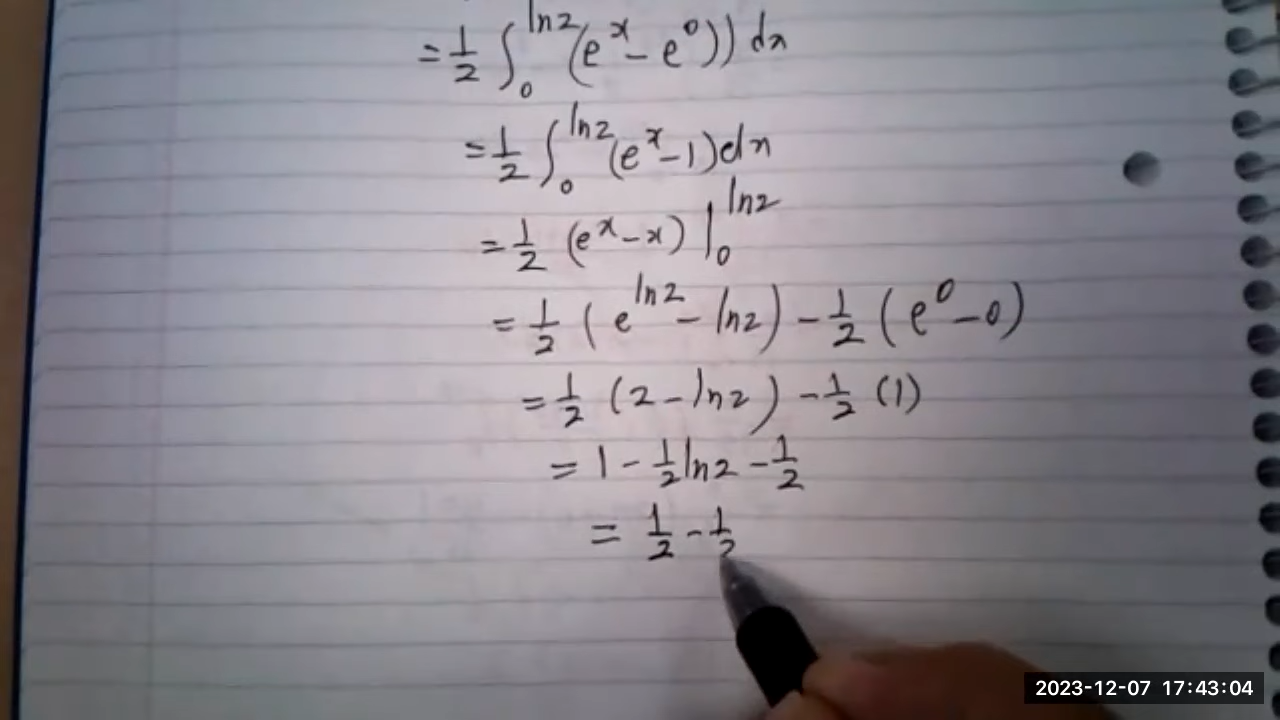 = 1/2 ∫₀^ln2 (e^x - e^0)) dx
= 1/2 ∫₀^ln2 (e^x - 1) dx
= 1/2 (e^x - x) |₀^ln2
= 1/2 (e^ln2 - ln2) - 1/2 (e^0 - 0)
= 1/2 (2 - ln2) - 1/2 (1)
= 1 - 1/2 ln2 - 1/2
= 1/2 - 1/2
2023-12-07 17:43:04